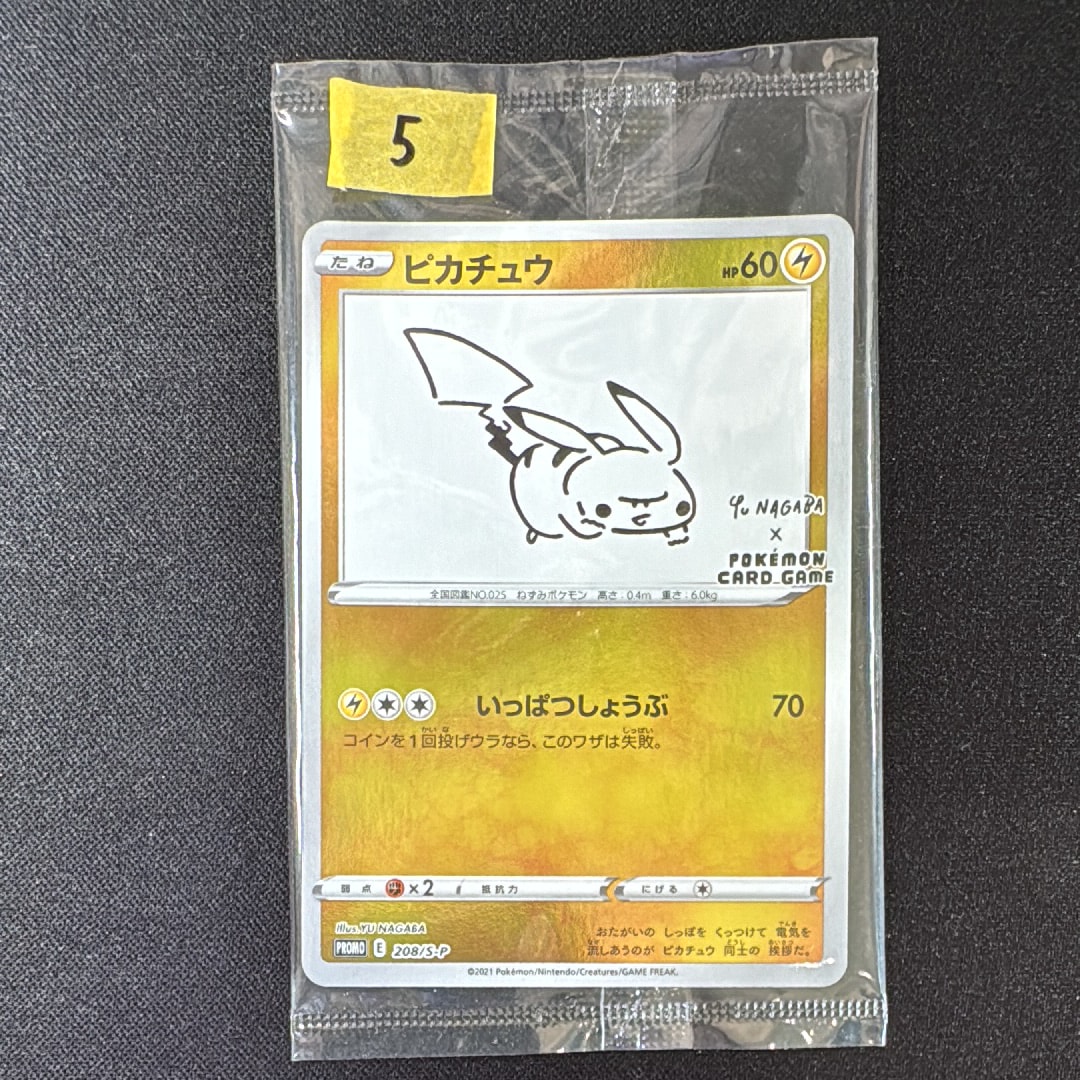 5
たね ピカチュウ HP60
YU NAGABA
×
POKÉMON
CARD GAME
全国図鑑NO.025 ねずみポケモン 高さ:0.4m 重さ:6.0kg
いっぱつしょうぶ 70
コインを1回投げウラなら、このワザは失敗。
弱点 ×2 抵抗力 にげる
illus. YU NAGABA
PROMO E 208/S-P
おたがいの しっぽを くっつけて 電気を
流しあうのが ピカチュウ 同士の 挨拶だ。
©2021 Pokémon/Nintendo/Creatures/GAME FREAK.